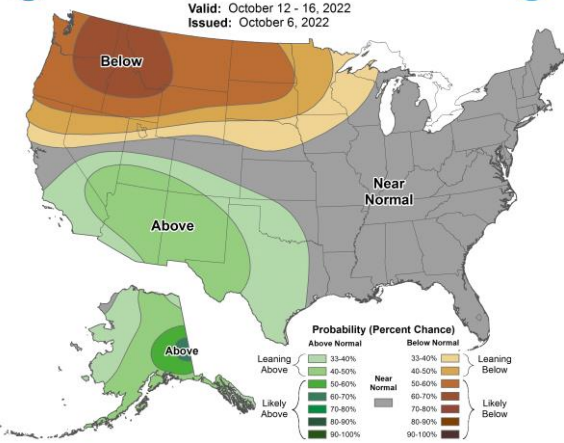 Valid: October 12 - 16, 2022
Issued: October 6, 2022
Below
Near
Normal
Above
Above
Probability (Percent Chance)
Above Normal
Below Normal
Leaning
Above
33-40%
40-50%
Likely
Above
50-60%
60-70%
70-80%
80-90%
90-100%
Near
Normal
33-40%
40-50%
Leaning
Below
50-60%
60-70%
70-80%
80-90%
90-100%
Likely
Below